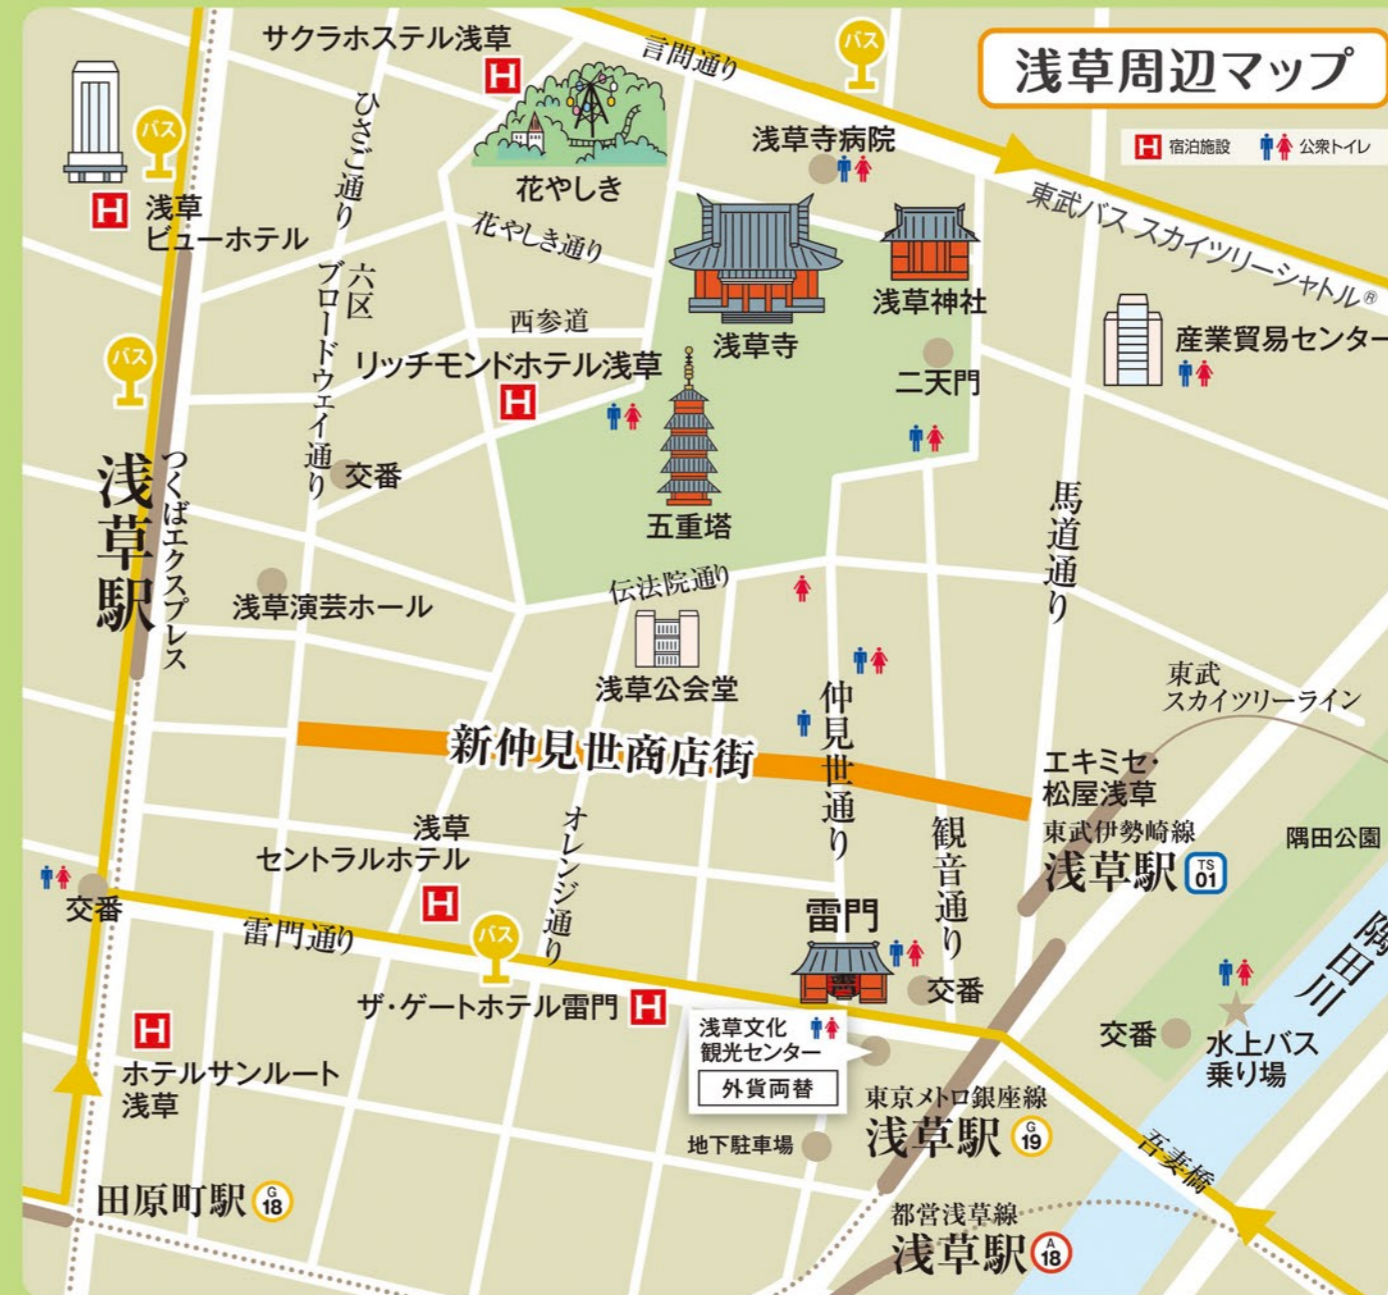 浅草周辺マップ
H 宿泊施設
公衆トイレ
サクラホステル浅草
H
言問通り
バス
バス
ひさご通り
花やしき
浅草寺病院
H
浅草
ビューホテル
花やしき通り
東武バス スカイツリーシャトル®
六区
ブロードウェイ通り
西参道
浅草寺
浅草神社
産業貿易センター
バス
リッチモンドホテル浅草
H
二天門
つくばエクスプレス
浅草駅
交番
五重塔
馬道通り
浅草演芸ホール
伝法院通り
浅草公会堂
仲見世通り
東武
スカイツリーライン
新仲見世商店街
エキミセ・
松屋浅草
東武伊勢崎線
浅草駅
TS
01
隅田公園
浅草
セントラルホテル
H
オレンジ通り
観音通り
交番
雷門通り
バス
雷門
隅田川
ザ・ゲートホテル雷門
H
交番
H
ホテルサンルート
浅草
浅草文化
観光センター
外貨両替
交番
水上バス
乗り場
東京メトロ銀座線
浅草駅
G
19
地下駐車場
吾妻橋
田原町駅
G
18
都営浅草線
浅草駅
A
18